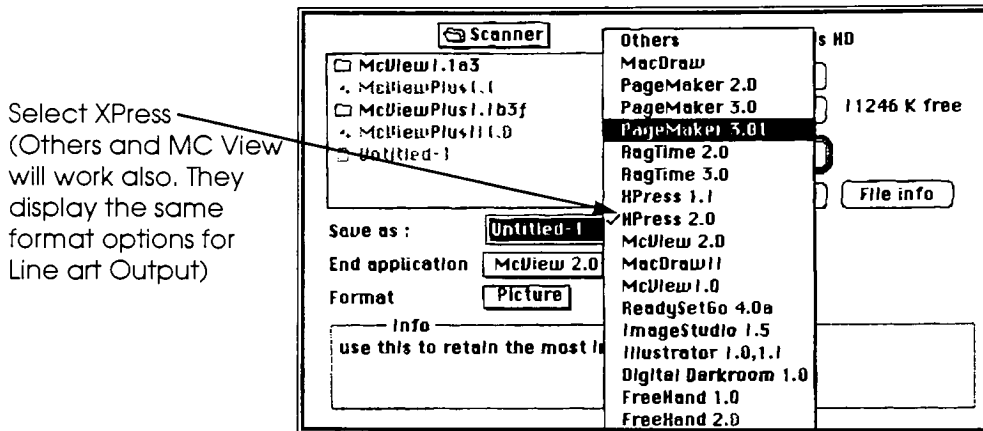 Select XPress
(Others and MC View
will work also. They
display the same
format options for
Line art Output)
Scanner
McView1.1a3
McViewPlus1.1
McViewPlus1.1b3f
McViewPlus1.0
Untitled-1
s HD
11246 K free
File info
Save as :
Untitled-1
End application
McView 2.0
Format
Picture
Info
use this to retain the most
Others
MacDraw
PageMaker 2.0
PageMaker 3.0
PageMaker 3.01
RagTime 2.0
RagTime 3.0
XPress 1.1
✓XPress 2.0
McView 2.0
MacDrawII
McView1.0
ReadySetGo 4.0a
ImageStudio 1.5
Illustrator 1.0,1.1
Digital Darkroom 1.0
FreeHand 1.0
FreeHand 2.0